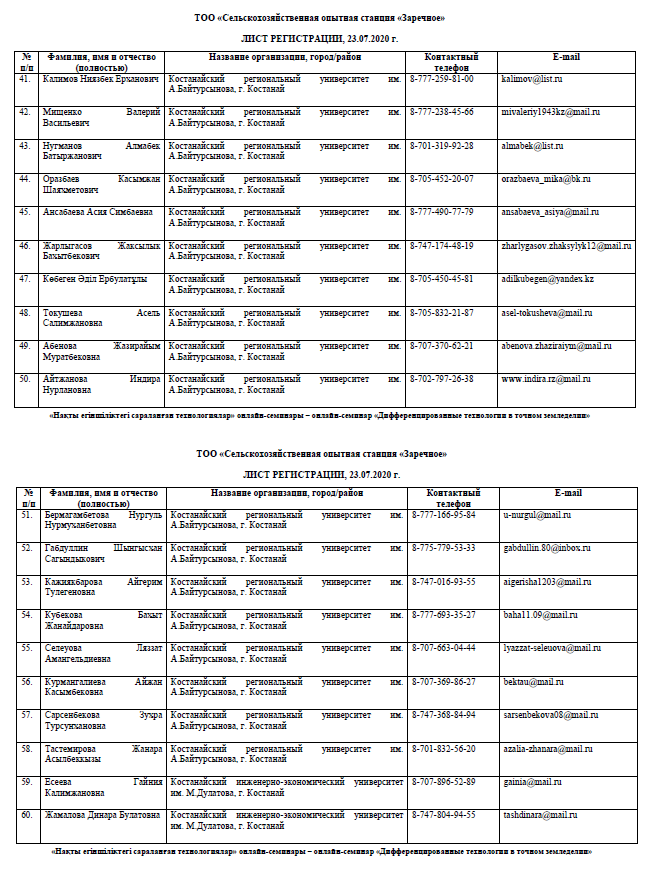 ТОО «Сельскохозяйственная опытная станция «Заречное»
ЛИСТ РЕГИСТРАЦИИ, 23.07.2020 г.
№ Фамилия, имя и отчество Название организации, город/район Контактный E-mail
п/п (полностью) телефон
41. Калимов Ниязбек Ерханович Костанайский региональный университет им. 8-777-259-81-00 kalimov@list.ru
А.Байтурсынова, г. Костанай
42. Мищенко Валерий Костанайский региональный университет им. 8-777-238-45-66 mivaleriy1943kz@mail.ru
Васильевич А.Байтурсынова, г. Костанай
43. Нугманов Алмабек Костанайский региональный университет им. 8-701-319-92-28 almabek@list.ru
Батыржанович А.Байтурсынова, г. Костанай
44. Оразбаев Касымжан Костанайский региональный университет им. 8-705-452-20-07 orazbaeva_mika@bk.ru
Шаяхметович А.Байтурсынова, г. Костанай
45. Ансабаева Асия Симбаевна Костанайский региональный университет им. 8-777-490-77-79 ansabaeva_asiya@mail.ru
А.Байтурсынова, г. Костанай
46. Жарлыгасов Жаксылык Костанайский региональный университет им. 8-747-174-48-19 zharlygasov.zhaksylyk12@mail.ru
Бахытбекович А.Байтурсынова, г. Костанай
47. Көбеген Әділ Ербулатұлы Костанайский региональный университет им. 8-705-450-45-81 adilkubegen@yandex.kz
А.Байтурсынова, г. Костанай
48. Токушева Асель Костанайский региональный университет им. 8-705-832-21-87 asel-tokusheva@mail.ru
Салимжановна А.Байтурсынова, г. Костанай
49. Абенова Жазирайым Костанайский региональный университет им. 8-707-370-62-21 abenova.zhaziraiym@mail.ru
Муратбековна А.Байтурсынова, г. Костанай
50. Айтжанова Индира Костанайский региональный университет им. 8-702-797-26-38 www.indira.rz@mail.ru
Нурлановна А.Байтурсынова, г. Костанай
«Нақты егіншіліктегі сараланған технологиялар» онлайн-семинары – онлайн-семинар «Дифференцированные технологии в точном земледелии»
ТОО «Сельскохозяйственная опытная станция «Заречное»
ЛИСТ РЕГИСТРАЦИИ, 23.07.2020 г.
№ Фамилия, имя и отчество Название организации, город/район Контактный E-mail
п/п (полностью) телефон
51. Бермагамбетова Нургуль Костанайский региональный университет им. 8-777-166-95-84 u-nurgul@mail.ru
Нурмуханбетовна А.Байтурсынова, г. Костанай
52. Габдуллин Шынгысхан Костанайский региональный университет им. 8-775-779-53-33 gabdullin.80@inbox.ru
Сагындыкович А.Байтурсынова, г. Костанай
53. Кажиякбарова Айгерим Костанайский региональный университет им. 8-747-016-93-55 aigerisha1203@mail.ru
Тулегеновна А.Байтурсынова, г. Костанай
54. Кубекова Бахыт Костанайский региональный университет им. 8-777-693-35-27 baha11.09@mail.ru
Жанайдаровна А.Байтурсынова, г. Костанай
55. Селеуова Ляззат Костанайский региональный университет им. 8-707-663-04-44 lyazzat-seleuova@mail.ru
Амангельдиевна А.Байтурсынова, г. Костанай
56. Курмангалиева Айжан Костанайский региональный университет им. 8-707-369-86-27 bektau@mail.ru
Касымбековна А.Байтурсынова, г. Костанай
57. Сарсенбекова Зухра Костанайский региональный университет им. 8-747-368-84-94 sarsenbekova08@mail.ru
Турсунхановна А.Байтурсынова, г. Костанай
58. Тастемирова Жанара Костанайский региональный университет им. 8-701-832-56-20 azalia-zhanara@mail.ru
Асылбеккызы А.Байтурсынова, г. Костанай
59. Есеева Гайния Костанайский инженерно-экономический университет 8-707-896-52-89 gainia@mail.ru
Калимжановна им. М.Дулатова, г. Костанай
60. Жамалова Динара Булатовна Костанайский инженерно-экономический университет 8-747-804-94-55 tashdinara@mail.ru
им. М.Дулатова, г. Костанай
«Нақты егіншіліктегі сараланған технологиялар» онлайн-семинары – онлайн-семинар «Дифференцированные технологии в точном земледелии»